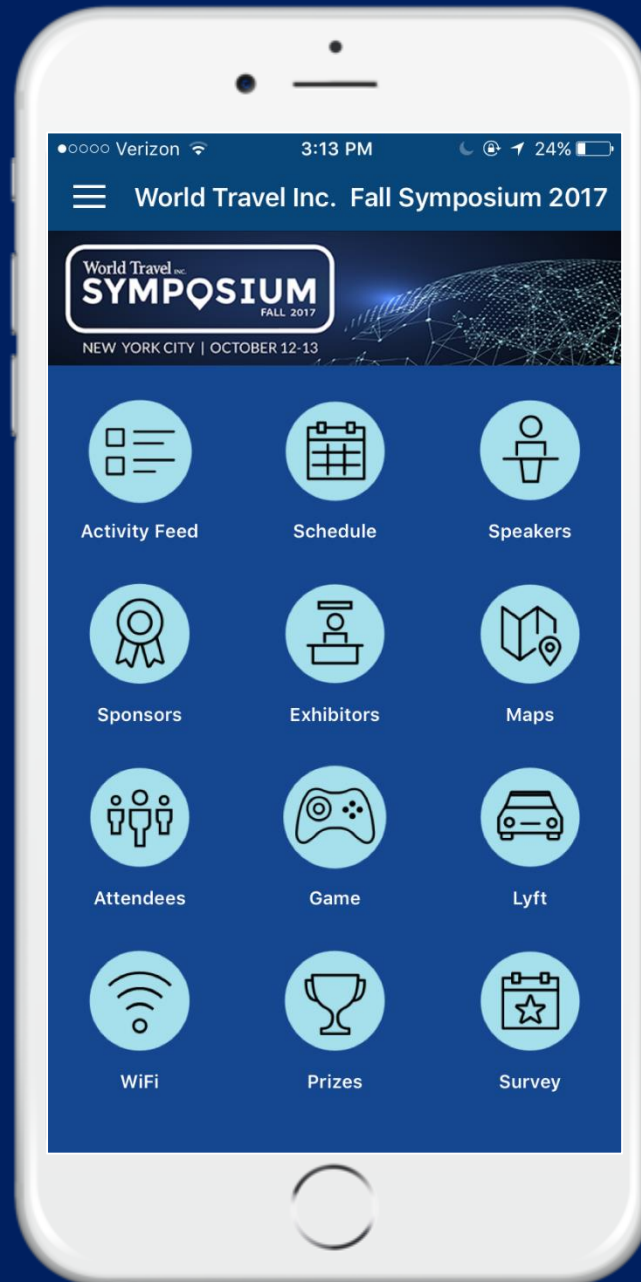 Verizon 3:13 PM 24%
World Travel Inc. Fall Symposium 2017
World Travel INC.
SYMPOSIUM
FALL 2017
NEW YORK CITY | OCTOBER 12-13
Activity Feed Schedule Speakers
Sponsors Exhibitors Maps
Attendees Game Lyft
WiFi Prizes Survey